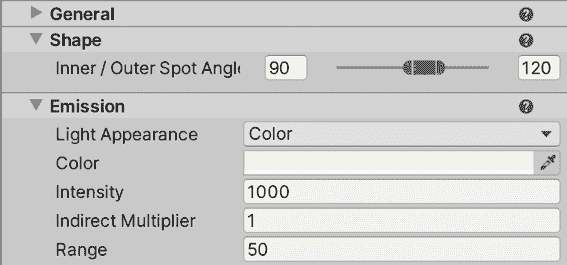 General
Shape
Inner / Outer Spot Angle 90 120
Emission
Light Appearance Color
Color
Intensity 1000
Indirect Multiplier 1
Range 50